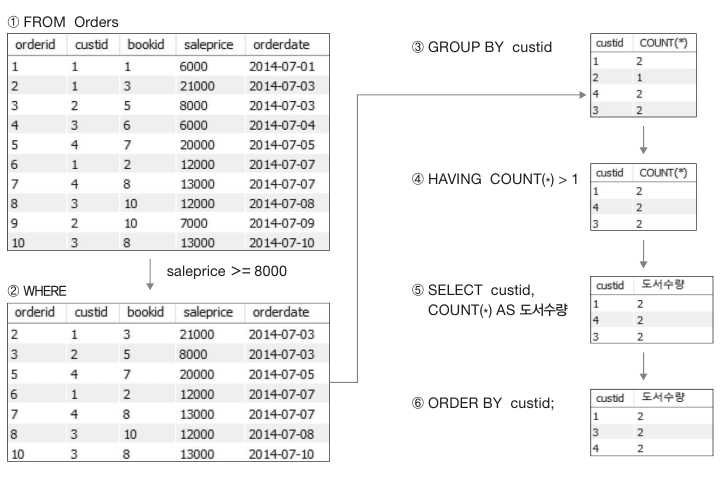 ① FROM Orders
orderid custid bookid saleprice orderdate
1 1 1 6000 2014-07-01
2 1 3 21000 2014-07-03
3 2 5 8000 2014-07-03
4 3 6 6000 2014-07-04
5 4 7 20000 2014-07-05
6 1 2 12000 2014-07-07
7 4 8 13000 2014-07-07
8 3 10 12000 2014-07-08
9 2 10 7000 2014-07-09
10 3 8 13000 2014-07-10
saleprice >= 8000
② WHERE
orderid custid bookid saleprice orderdate
2 1 3 21000 2014-07-03
3 2 5 8000 2014-07-03
5 4 7 20000 2014-07-05
6 1 2 12000 2014-07-07
7 4 8 13000 2014-07-07
8 3 10 12000 2014-07-08
10 3 8 13000 2014-07-10
③ GROUP BY custid
custid COUNT(*)
1 2
2 1
4 2
3 2
④ HAVING COUNT(*) > 1
custid COUNT(*)
1 2
4 2
3 2
⑤ SELECT custid,
COUNT(*) AS 도서수량
custid 도서수량
1 2
4 2
3 2
⑥ ORDER BY custid;
custid 도서수량
1 2
3 2
4 2